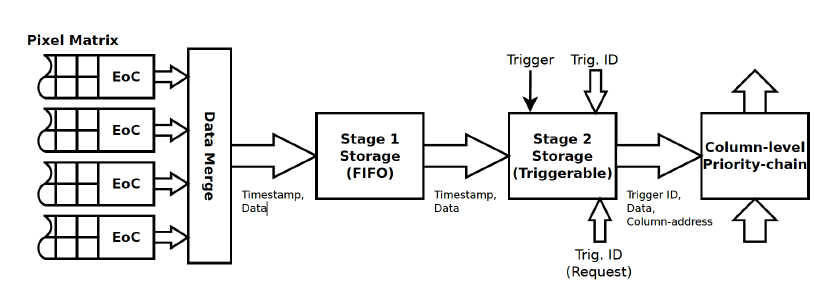 Pixel Matrix
EoC
EoC
EoC
EoC
Data Merge
Timestamp,
Data
Stage 1
Storage
(FIFO)
Timestamp,
Data
Trigger
Trig. ID
Stage 2
Storage
(Triggerable)
Trig. ID
(Request)
Trigger ID,
Data,
Column-address
Column-level
Priority-chain